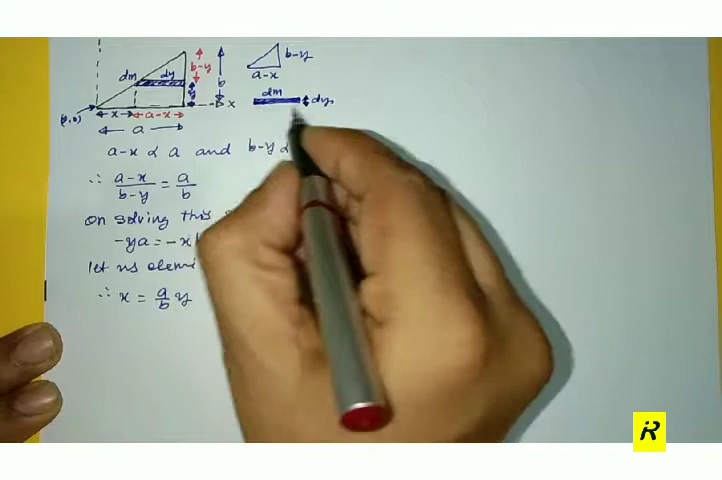 b-y
b-y
dm
dy
b
a-x
dm
y
x
dy
(0,0)
x
a-x
a
a-x α a and b-y α
∴ a-x/b-y = a/b
on solving this
-ya = -x
let us
∴ x = a/b y
R